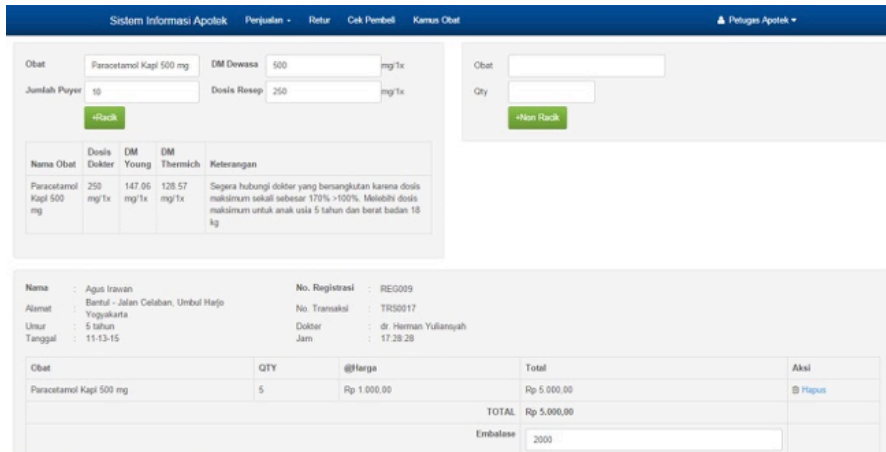 Sistem Informasi Apotek Penjualan Retur Cek Pembeli Kamus Obat Petugas Apotek
Obat Paracetamol Kapl 500 mg DM Dewasa 500 mg/1x
Jumlah Puyer 10 Dosis Resep 250 mg/1x
+Racik
Obat
Qty
+Non Racik
Nama Obat Dosis Dokter DM Young DM Thermich Keterangan
Paracetamol Kapl 500 mg 250 mg/1x 147.06 mg/1x 128.57 mg/1x Segera hubungi dokter yang bersangkutan karena dosis
maksimum sekali sebesar 170% >100%. Melebihi dosis
maksimum untuk anak usia 5 tahun dan berat badan 18
kg
Nama : Agus Irawan No. Registrasi : REG009
Alamat : Bantul - Jalan Celaban, Umbul Harjo
Yogyakarta No. Transaksi : TRS0017
Umur : 5 tahun Dokter : dr. Herman Yuliansyah
Tanggal : 11-13-15 Jam : 17:28:28
Obat QTY @Harga Total Aksi
Paracetamol Kapl 500 mg 5 Rp 1.000,00 Rp 5.000,00 Hapus
TOTAL Rp 5.000,00
Embalase 2000